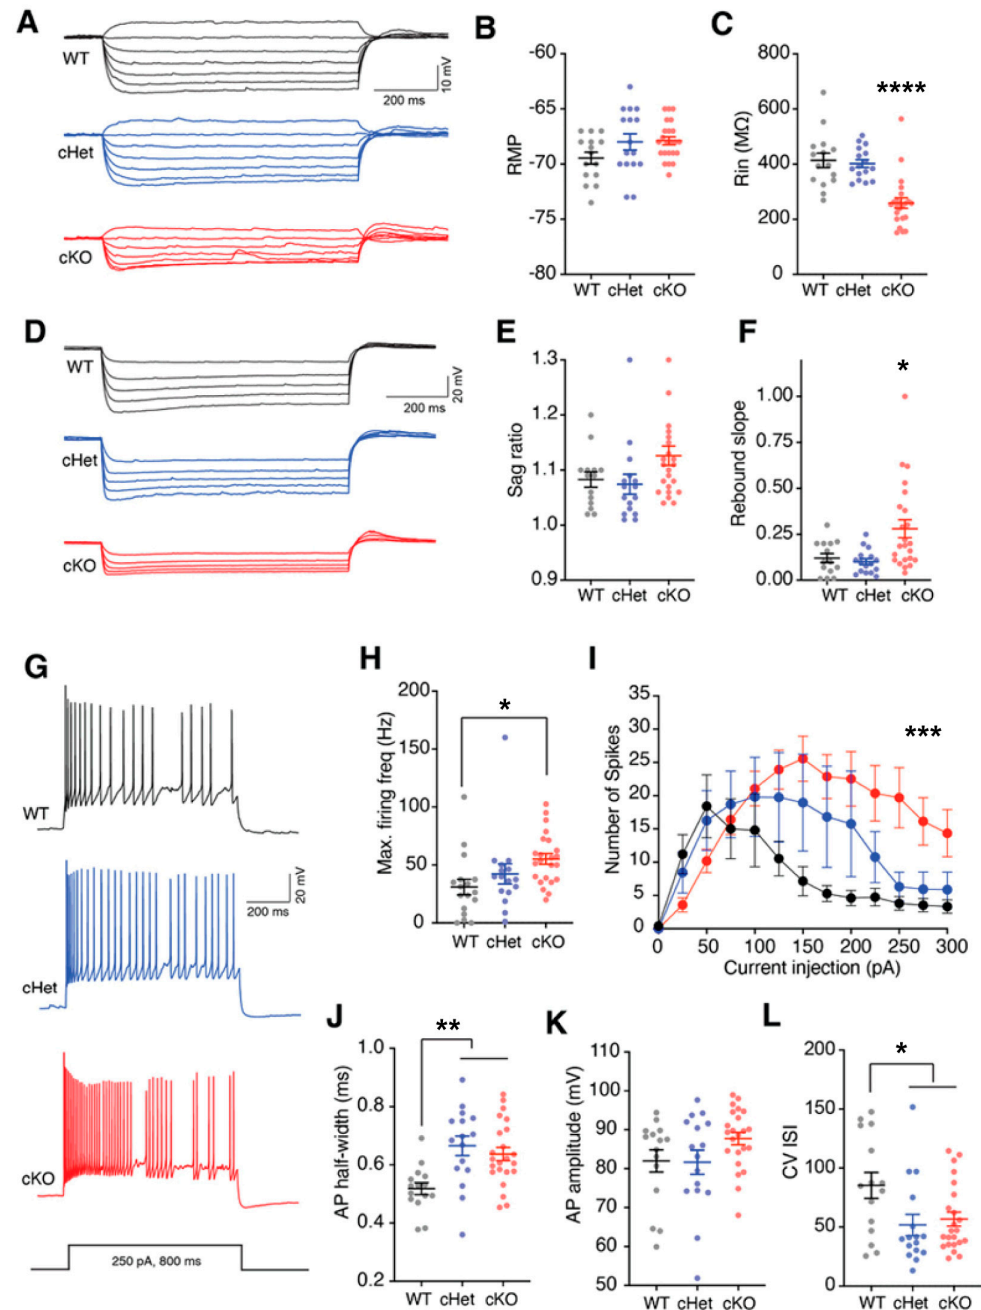 A
WT
10 mV
200 ms
cHet
cKO
B
-60
-65
-70
-75
-80
RMP
WT cHet cKO
C
800
600
400
200
0
Rin (MΩ)
****
WT cHet cKO
D
WT
20 mV
200 ms
cHet
cKO
E
1.3
1.2
1.1
1.0
0.9
Sag ratio
WT cHet cKO
F
1.00
0.75
0.50
0.25
0.00
Rebound slope
*
WT cHet cKO
G
WT
20 mV
200 ms
cHet
cKO
250 pA, 800 ms
H
200
150
100
50
0
Max. firing freq (Hz)
*
WT cHet cKO
I
35
30
25
20
15
10
5
0
Number of Spikes
***
0 50 100 150 200 250 300
Current injection (pA)
J
1.0
0.8
0.6
0.4
0.2
AP half-width (ms)
**
WT cHet cKO
K
110
100
90
80
70
60
50
AP amplitude (mV)
WT cHet cKO
L
200
150
100
50
0
CV ISI
*
WT cHet cKO